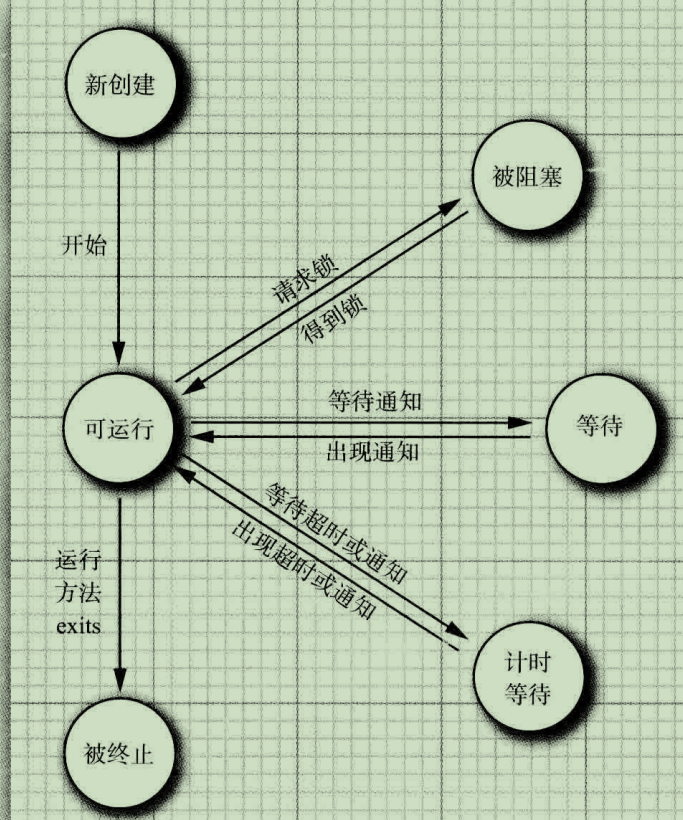 新创建
被阻塞
开始
请求锁
得到锁
等待通知
可运行
等待
出现通知
等待超时或通知
出现超时或通知
运行
方法
exits
计时
等待
被终止